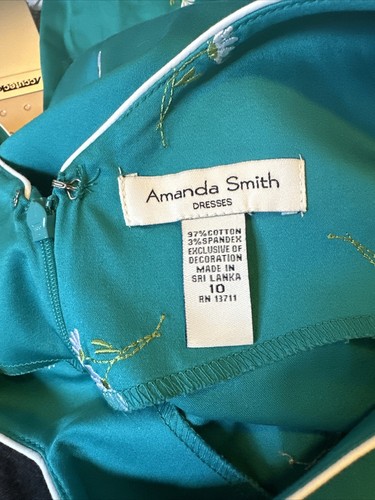 Amanda Smith
DRESSES
97% COTTON
3% SPANDEX
EXCLUSIVE OF
DECORATION
MADE IN
SRI LANKA
10
RN 13711